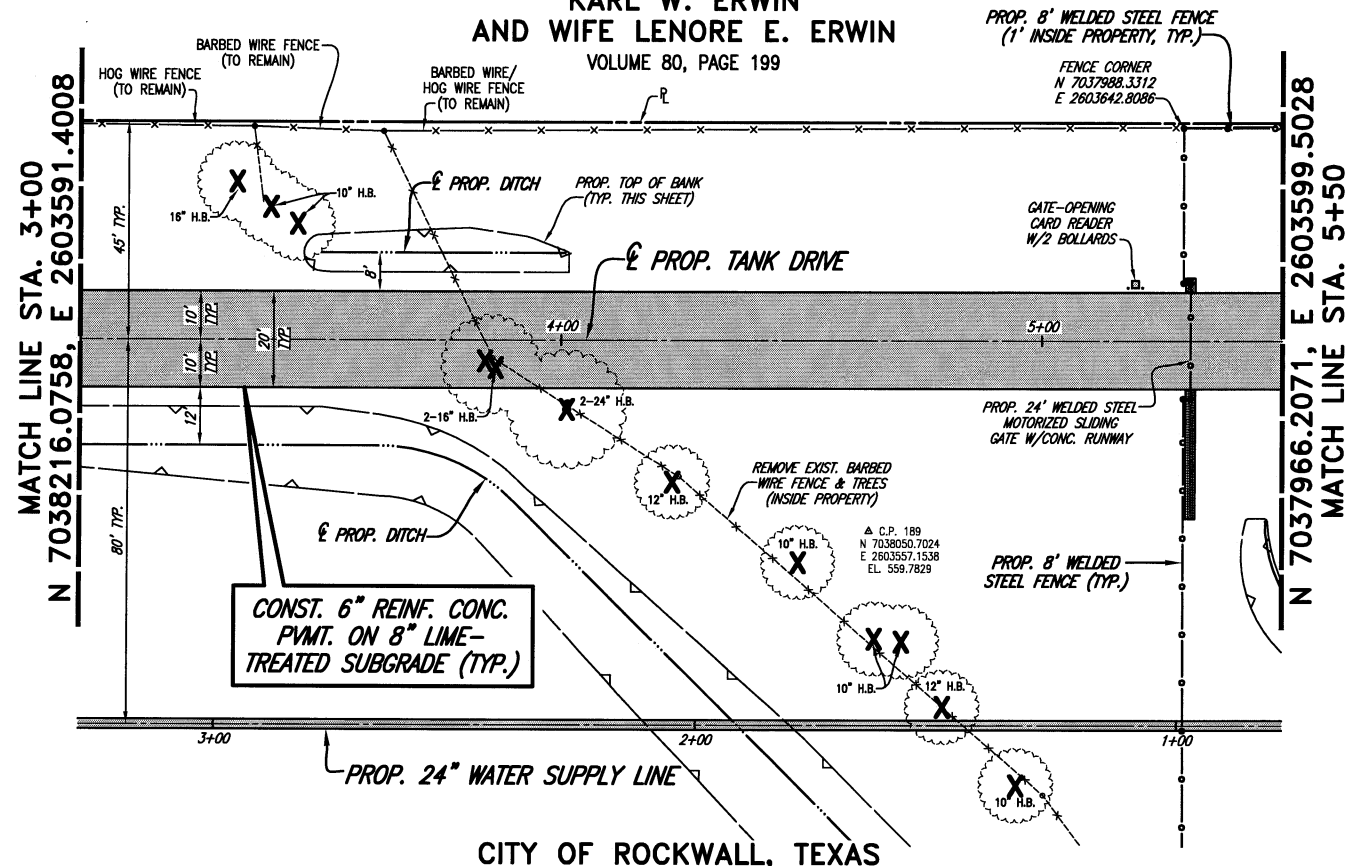 KARL W. ERWIN
AND WIFE LENORE E. ERWIN
VOLUME 80, PAGE 199
PROP. 8' WELDED STEEL FENCE
(1' INSIDE PROPERTY, TYP.)
FENCE CORNER
N 7037988.3312
E 2603642.8086
BARBED WIRE FENCE
(TO REMAIN)
HOG WIRE FENCE
(TO REMAIN)
BARBED WIRE/
HOG WIRE FENCE
(TO REMAIN)
PL
MATCH LINE STA. 3+00
N 7038216.0758, E 2603591.4008
45' TYP.
16" H.B.
10" H.B.
CL PROP. DITCH
PROP. TOP OF BANK
(TYP. THIS SHEET)
8'
CL PROP. TANK DRIVE
GATE-OPENING
CARD READER
W/2 BOLLARDS
10'
TYP.
20'
TYP.
10'
TYP.
4+00
5+00
12'
2-16" H.B.
2-24" H.B.
PROP. 24' WELDED STEEL
MOTORIZED SLIDING
GATE W/CONC. RUNWAY
12" H.B.
REMOVE EXIST. BARBED
WIRE FENCE & TREES
(INSIDE PROPERTY)
80' TYP.
CL PROP. DITCH
10" H.B.
C.P. 189
N 7038050.7024
E 2603557.1538
EL. 559.7829
PROP. 8' WELDED
STEEL FENCE (TYP.)
CONST. 6" REINF. CONC.
PVMT. ON 8" LIME-
TREATED SUBGRADE (TYP.)
10" H.B.
12" H.B.
3+00
2+00
1+00
PROP. 24" WATER SUPPLY LINE
10" H.B.
N 7037966.2071, E 2603599.5028
MATCH LINE STA. 5+50
CITY OF ROCKWALL, TEXAS